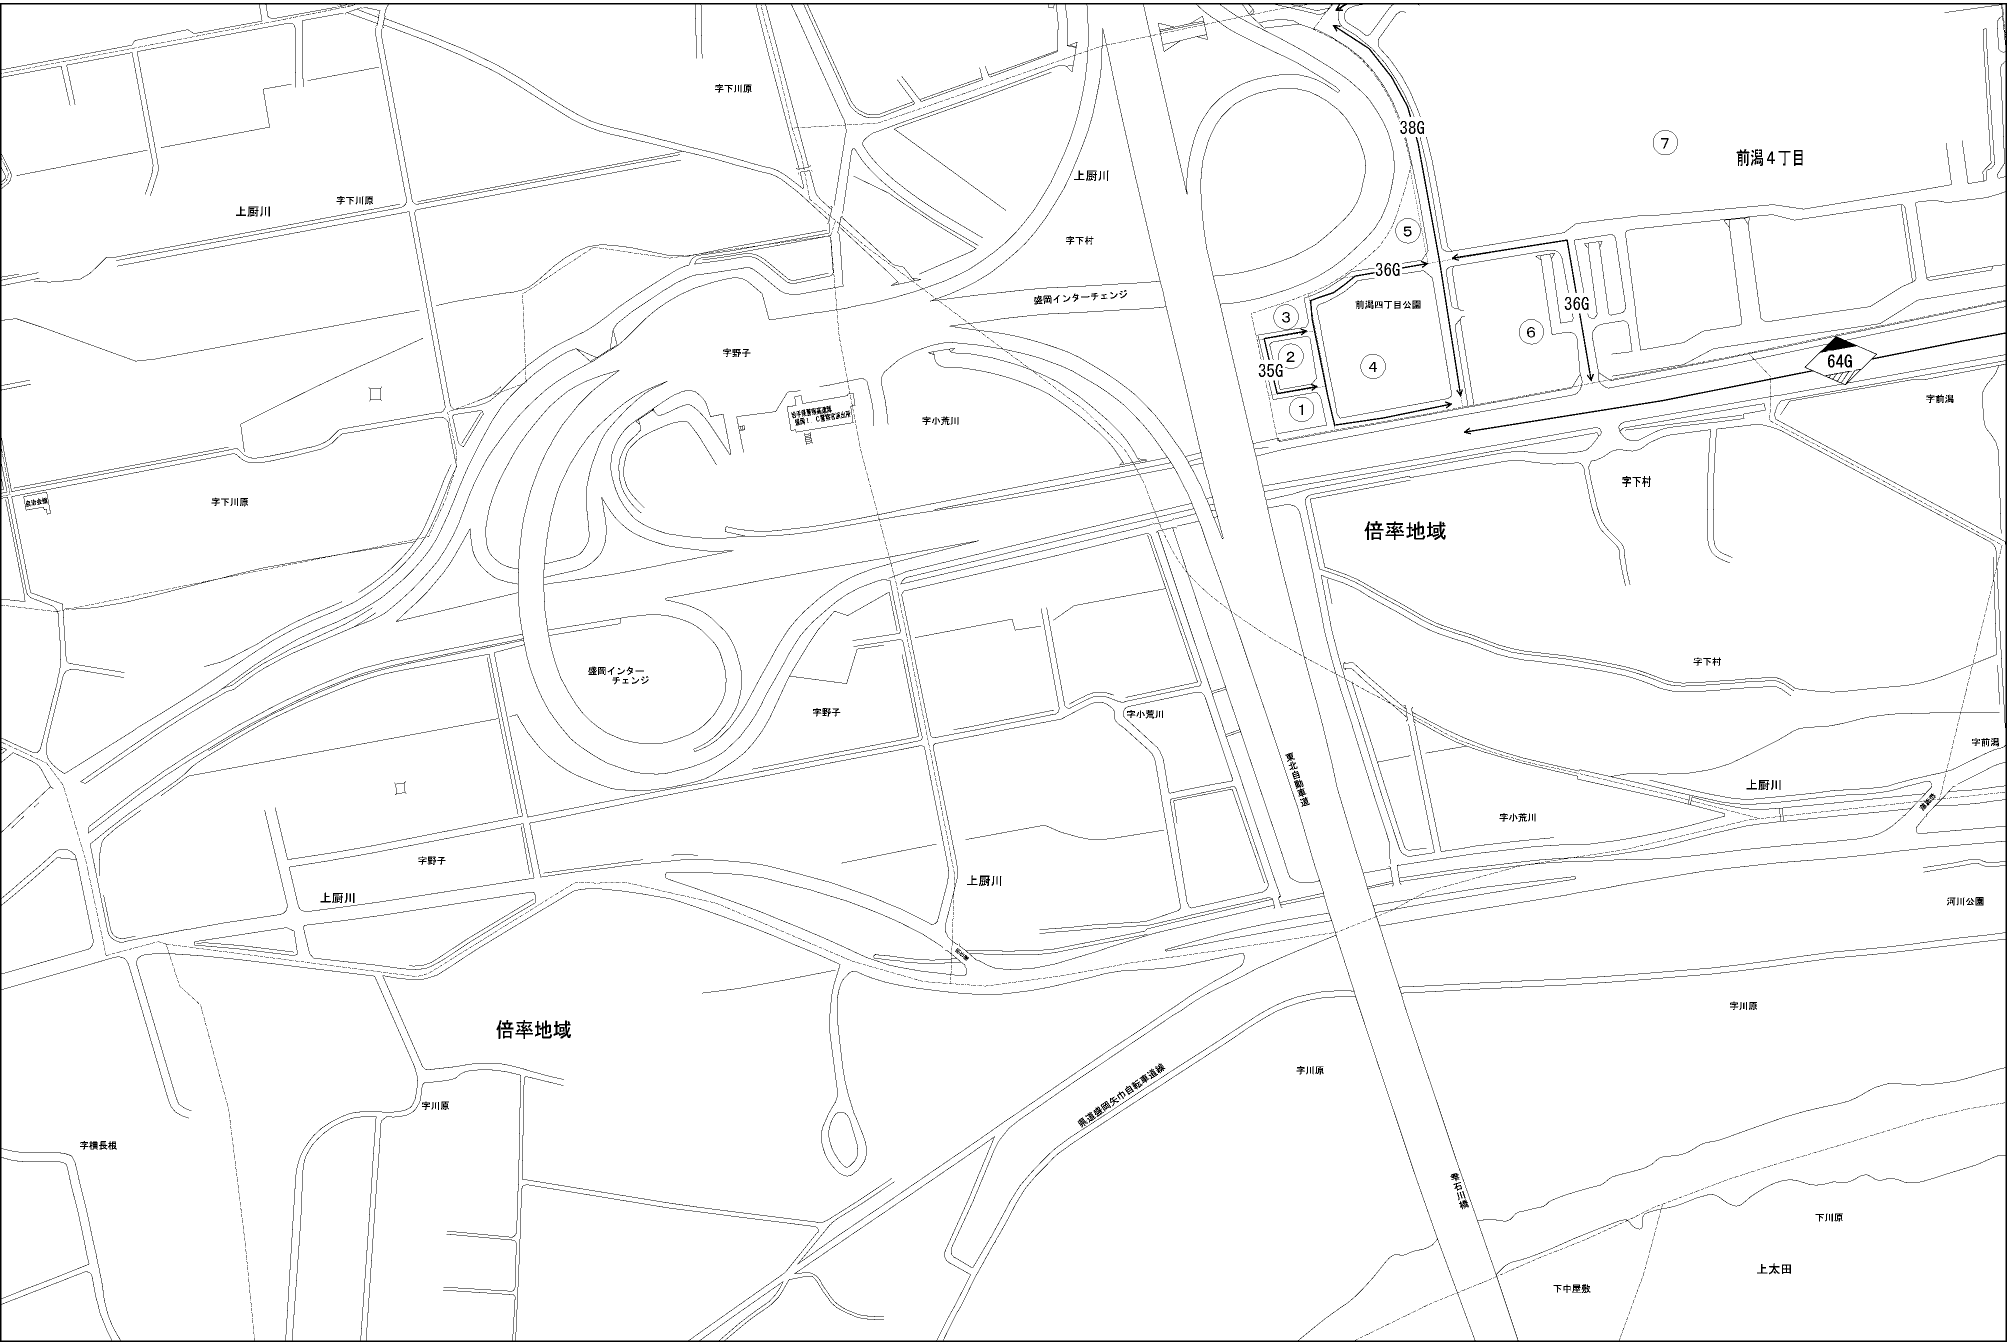 字下川原
38G
⑦
前潟4丁目
上厨川
字下川原
上厨川
⑤
字下村
36G
盛岡インターチェンジ
前潟四丁目公園
36G
③
⑥
字野子
②
64G
35G
④
字前潟
①
岩手県警察高速隊
字小荒川
字下川原
字下村
倍率地域
盛岡インター
チェンジ
字下村
字野子
字小荒川
字前潟
東北自動車道
上厨川
字小荒川
字野子
上厨川
上厨川
河川公園
字川原
倍率地域
字川原
県道盛岡矢巾自転車道線
字川原
字横長根
雫石川橋
下川原
上太田
下中屋敷